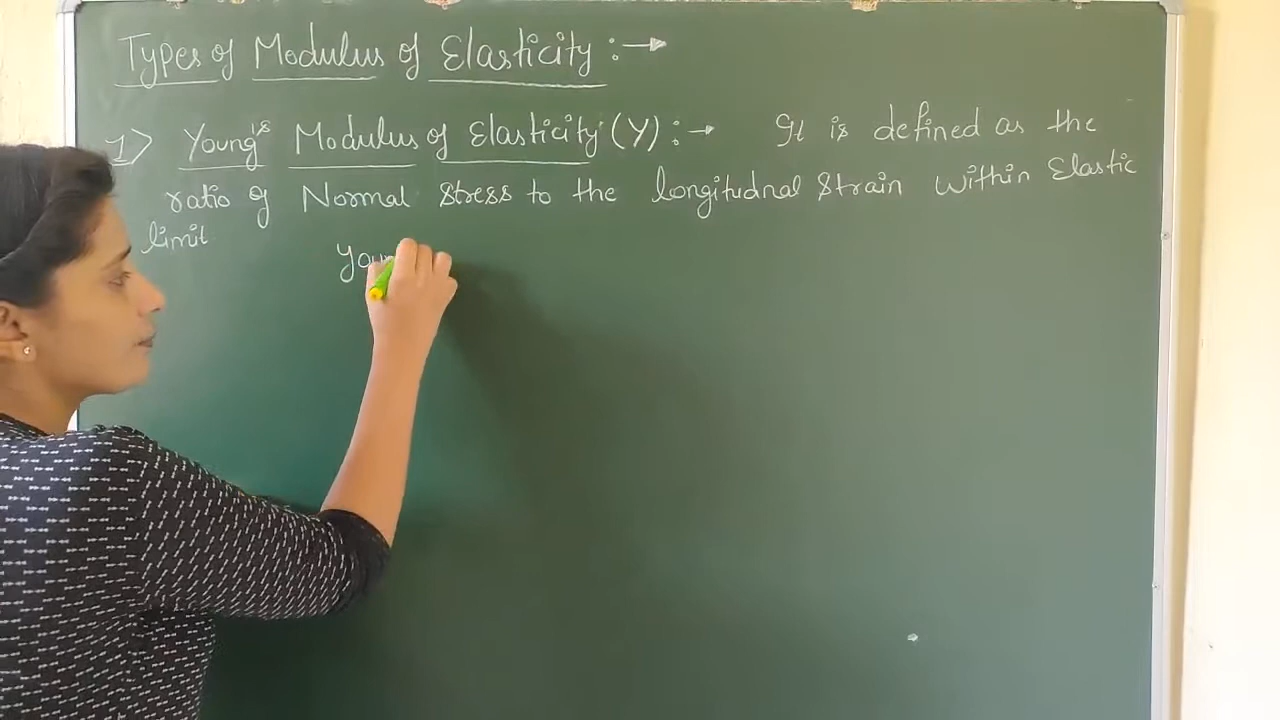 Types of Modulus of Elasticity :→
1> Young's Modulus of Elasticity (Y) :→ It is defined as the
ratio of Normal Stress to the longitudnal Strain within Elastic
limit
You